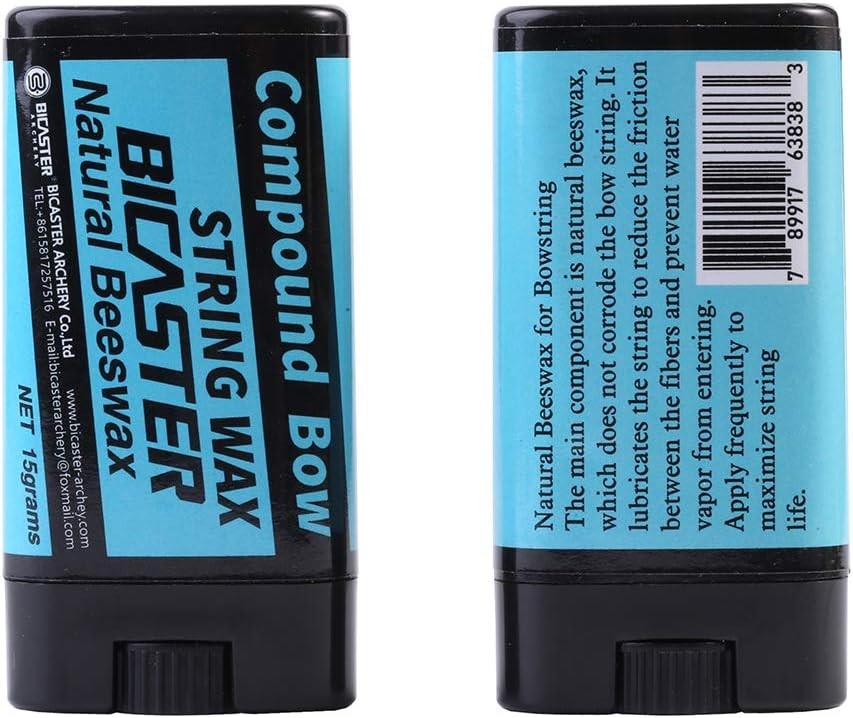 Compound Bow
STRING WAX
BICASTER
Natural Beeswax
BICASTER
ARCHERY
BICASTER ARCHERY Co,Ltd
www.bicaster-archey.com
TEL:+8615817257516 E-mail:bicasterarchery@foxmail.com
NET 15grams
Natural Beeswax for Bowstring
The main component is natural beeswax,
which does not corrode the bow string. It
lubricates the string to reduce the friction
between the fibers and prevent water
vapor from entering.
Apply frequently to
maximize string
life.
7 89917 63838 3